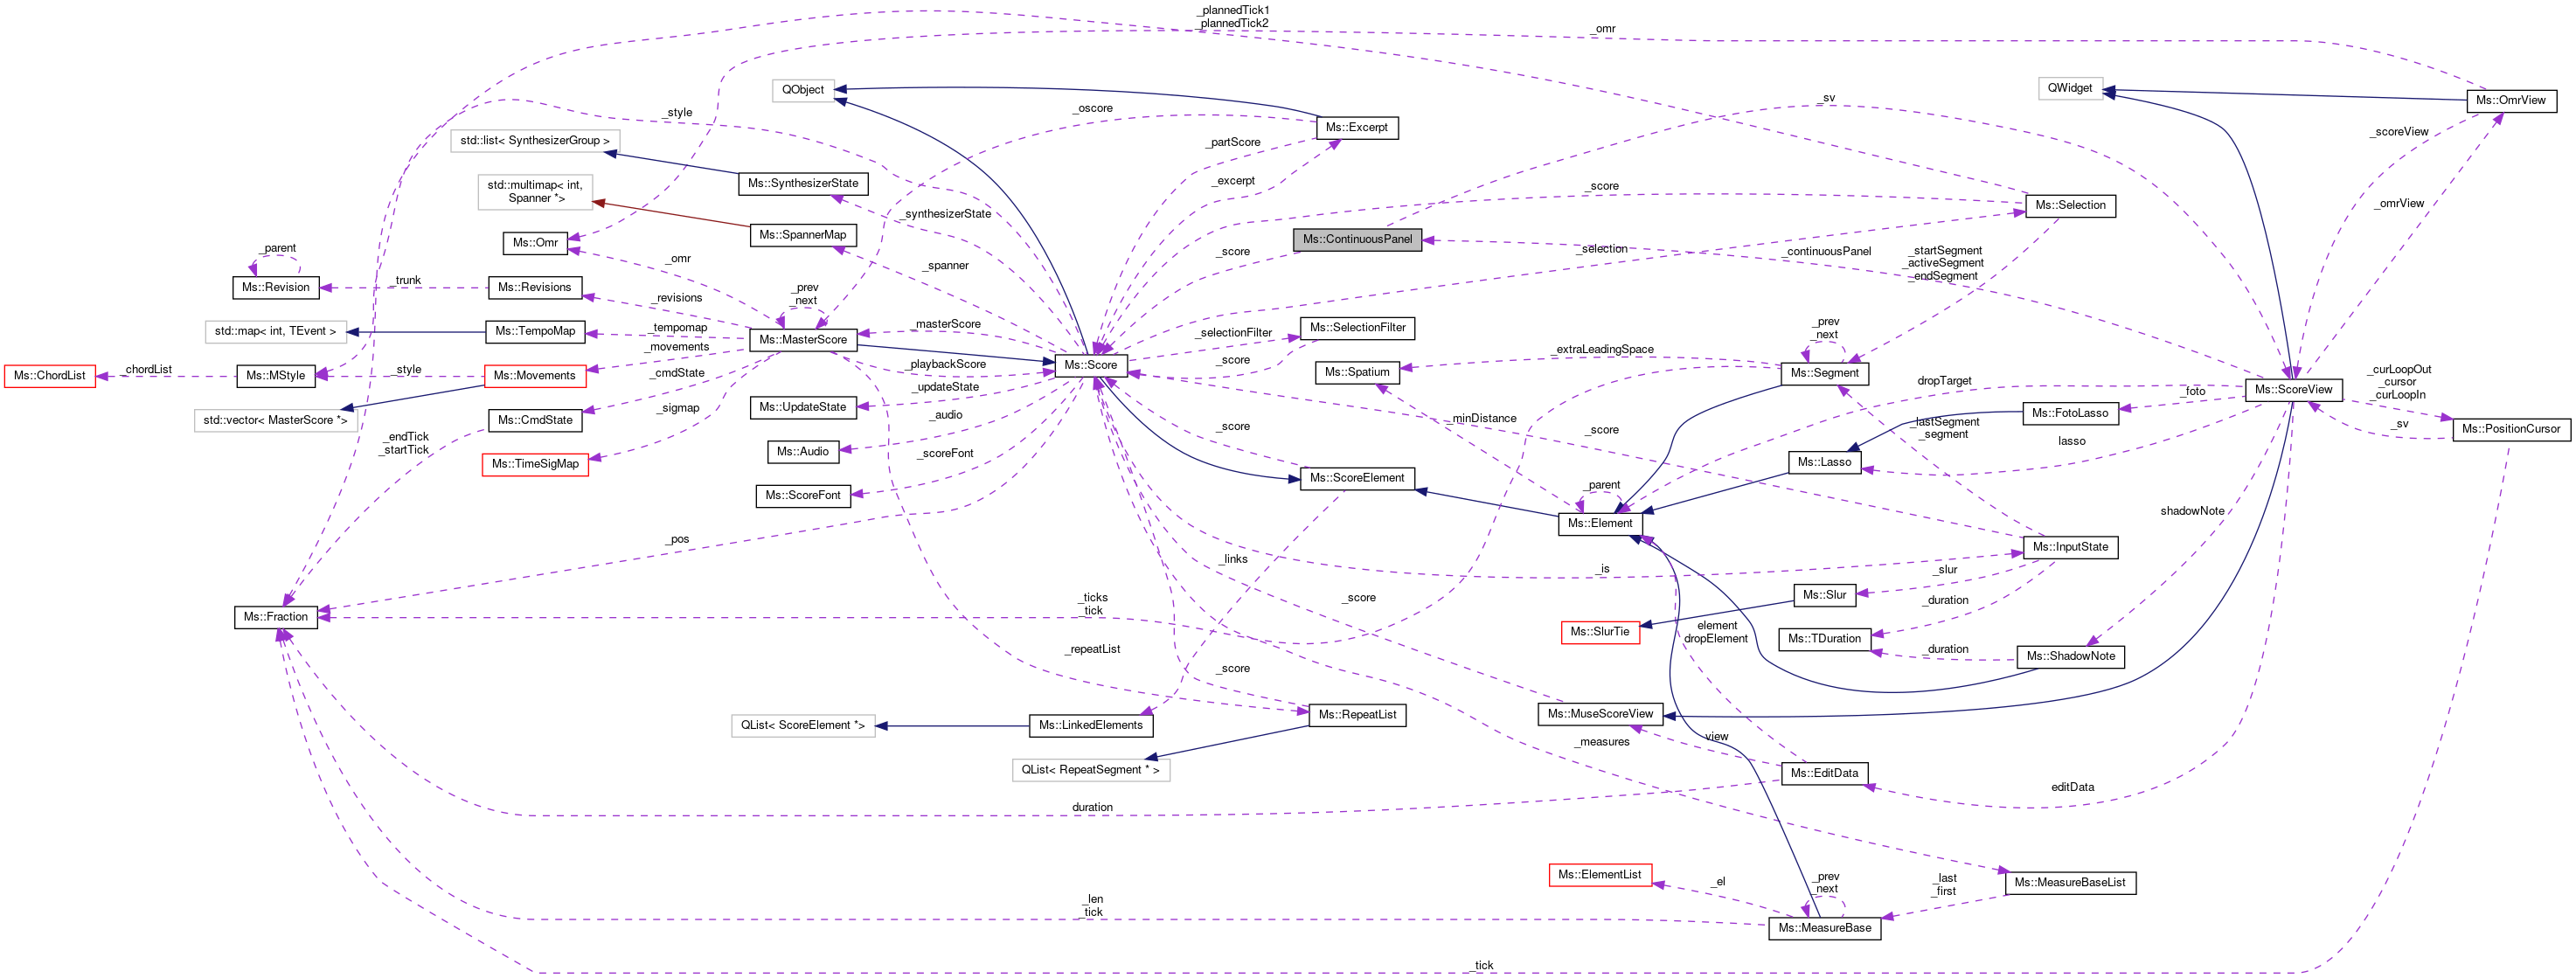 _plannedTick1
_plannedTick2
_omr
QObject
QWidget
Ms::OmrView
_style
_oscore
_sv
Ms::Excerpt
_scoreView
std::list< SynthesizerGroup >
_partScore
_excerpt
Ms::SynthesizerState
std::multimap< int,
Spanner *>
_score
_omrView
Ms::Selection
_synthesizerState
Ms::SpannerMap
Ms::Omr
Ms::ContinuousPanel
_score
_selection
_continuousPanel
_startSegment
_activeSegment
_endSegment
_parent
_omr
_spanner
Ms::Revision
_trunk
Ms::Revisions
_revisions
_prev
_next
std::map< int, TEvent >
Ms::TempoMap
_tempomap
_masterScore
_selectionFilter
Ms::SelectionFilter
_prev
_next
Ms::MasterScore
_movements
_extraLeadingSpace
_score
Ms::Score
_playbackScore
Ms::ChordList
_chordList
Ms::MStyle
_style
Ms::Movements
_cmdState
_updateState
Ms::Spatium
Ms::Segment
dropTarget
Ms::ScoreView
_curLoopOut
_cursor
_curLoopIn
_foto
std::vector< MasterScore *>
Ms::CmdState
_sigmap
Ms::UpdateState
_audio
_minDistance
_score
_score
_lastSegment
_segment
Ms::FotoLasso
_sv
Ms::PositionCursor
_endTick
_startTick
Ms::TimeSigMap
Ms::Audio
_scoreFont
lasso
Ms::Lasso
Ms::ScoreElement
Ms::ScoreFont
_parent
Ms::Element
shadowNote
_pos
_links
_is
Ms::InputState
_slur
Ms::Slur
_duration
_score
_ticks
_tick
Ms::Fraction
Ms::SlurTie
element
dropElement
Ms::TDuration
_duration
Ms::ShadowNote
_repeatList
_score
QList< ScoreElement *>
Ms::LinkedElements
Ms::RepeatList
Ms::MuseScoreView
view
_measures
QList< RepeatSegment * >
Ms::EditData
editData
duration
Ms::ElementList
_el
_prev
_next
_last
_first
Ms::MeasureBaseList
_len
_tick
Ms::MeasureBase
_tick